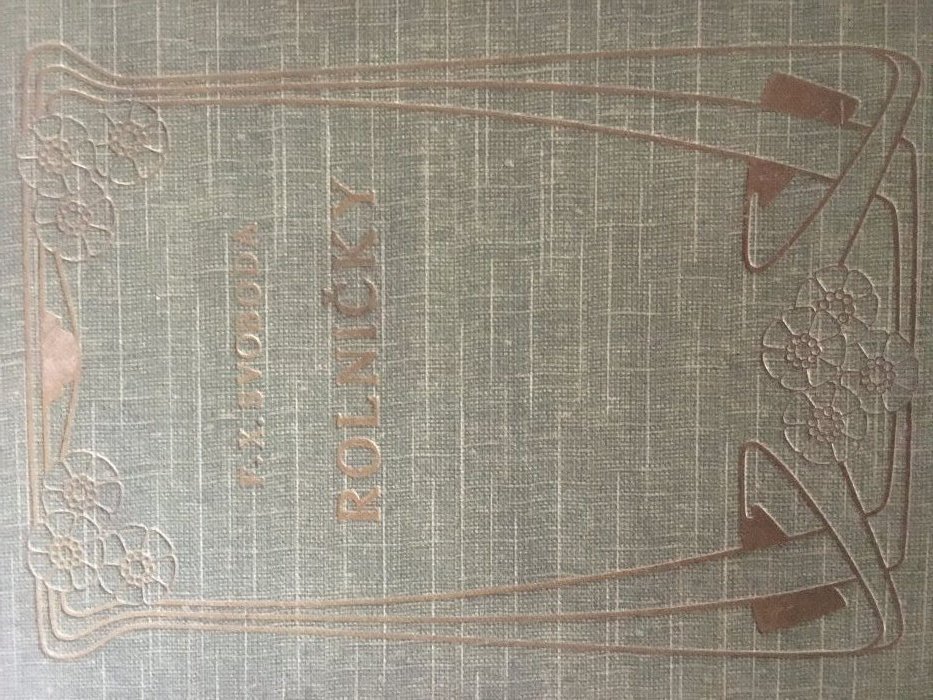 F. X. SVOBODA
ROLNIČKY